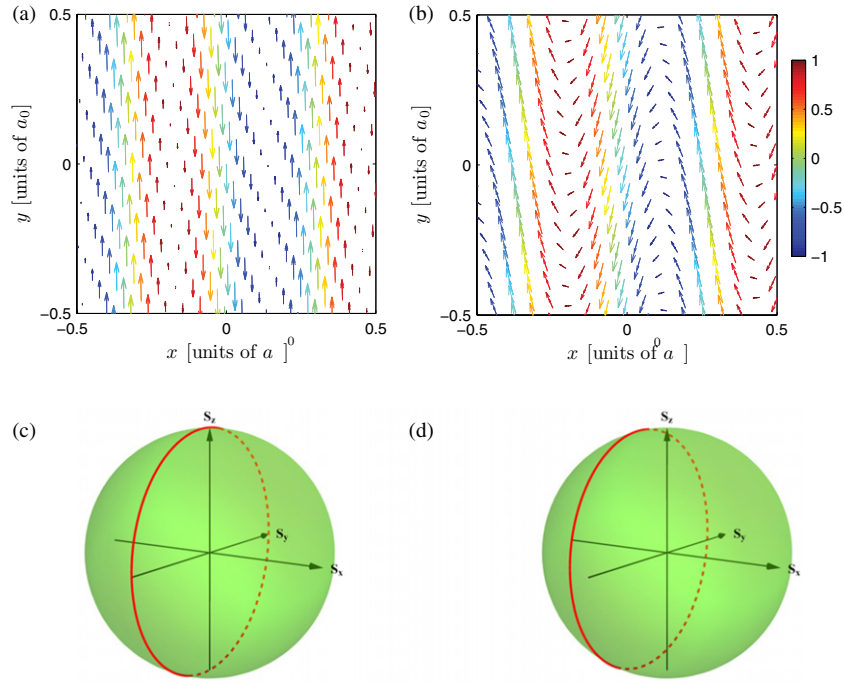 (a)
(b)
0.5
0
−0.5
y [units of a0]
−0.5
0
0.5
x [units of a ]0
0.5
0
−0.5
y [units of a0]
−0.5
0
0.5
x [units of a ]
0
1
0.5
0
−0.5
−1
(c)
Sz
Sy
Sx
(d)
Sz
Sy
Sx